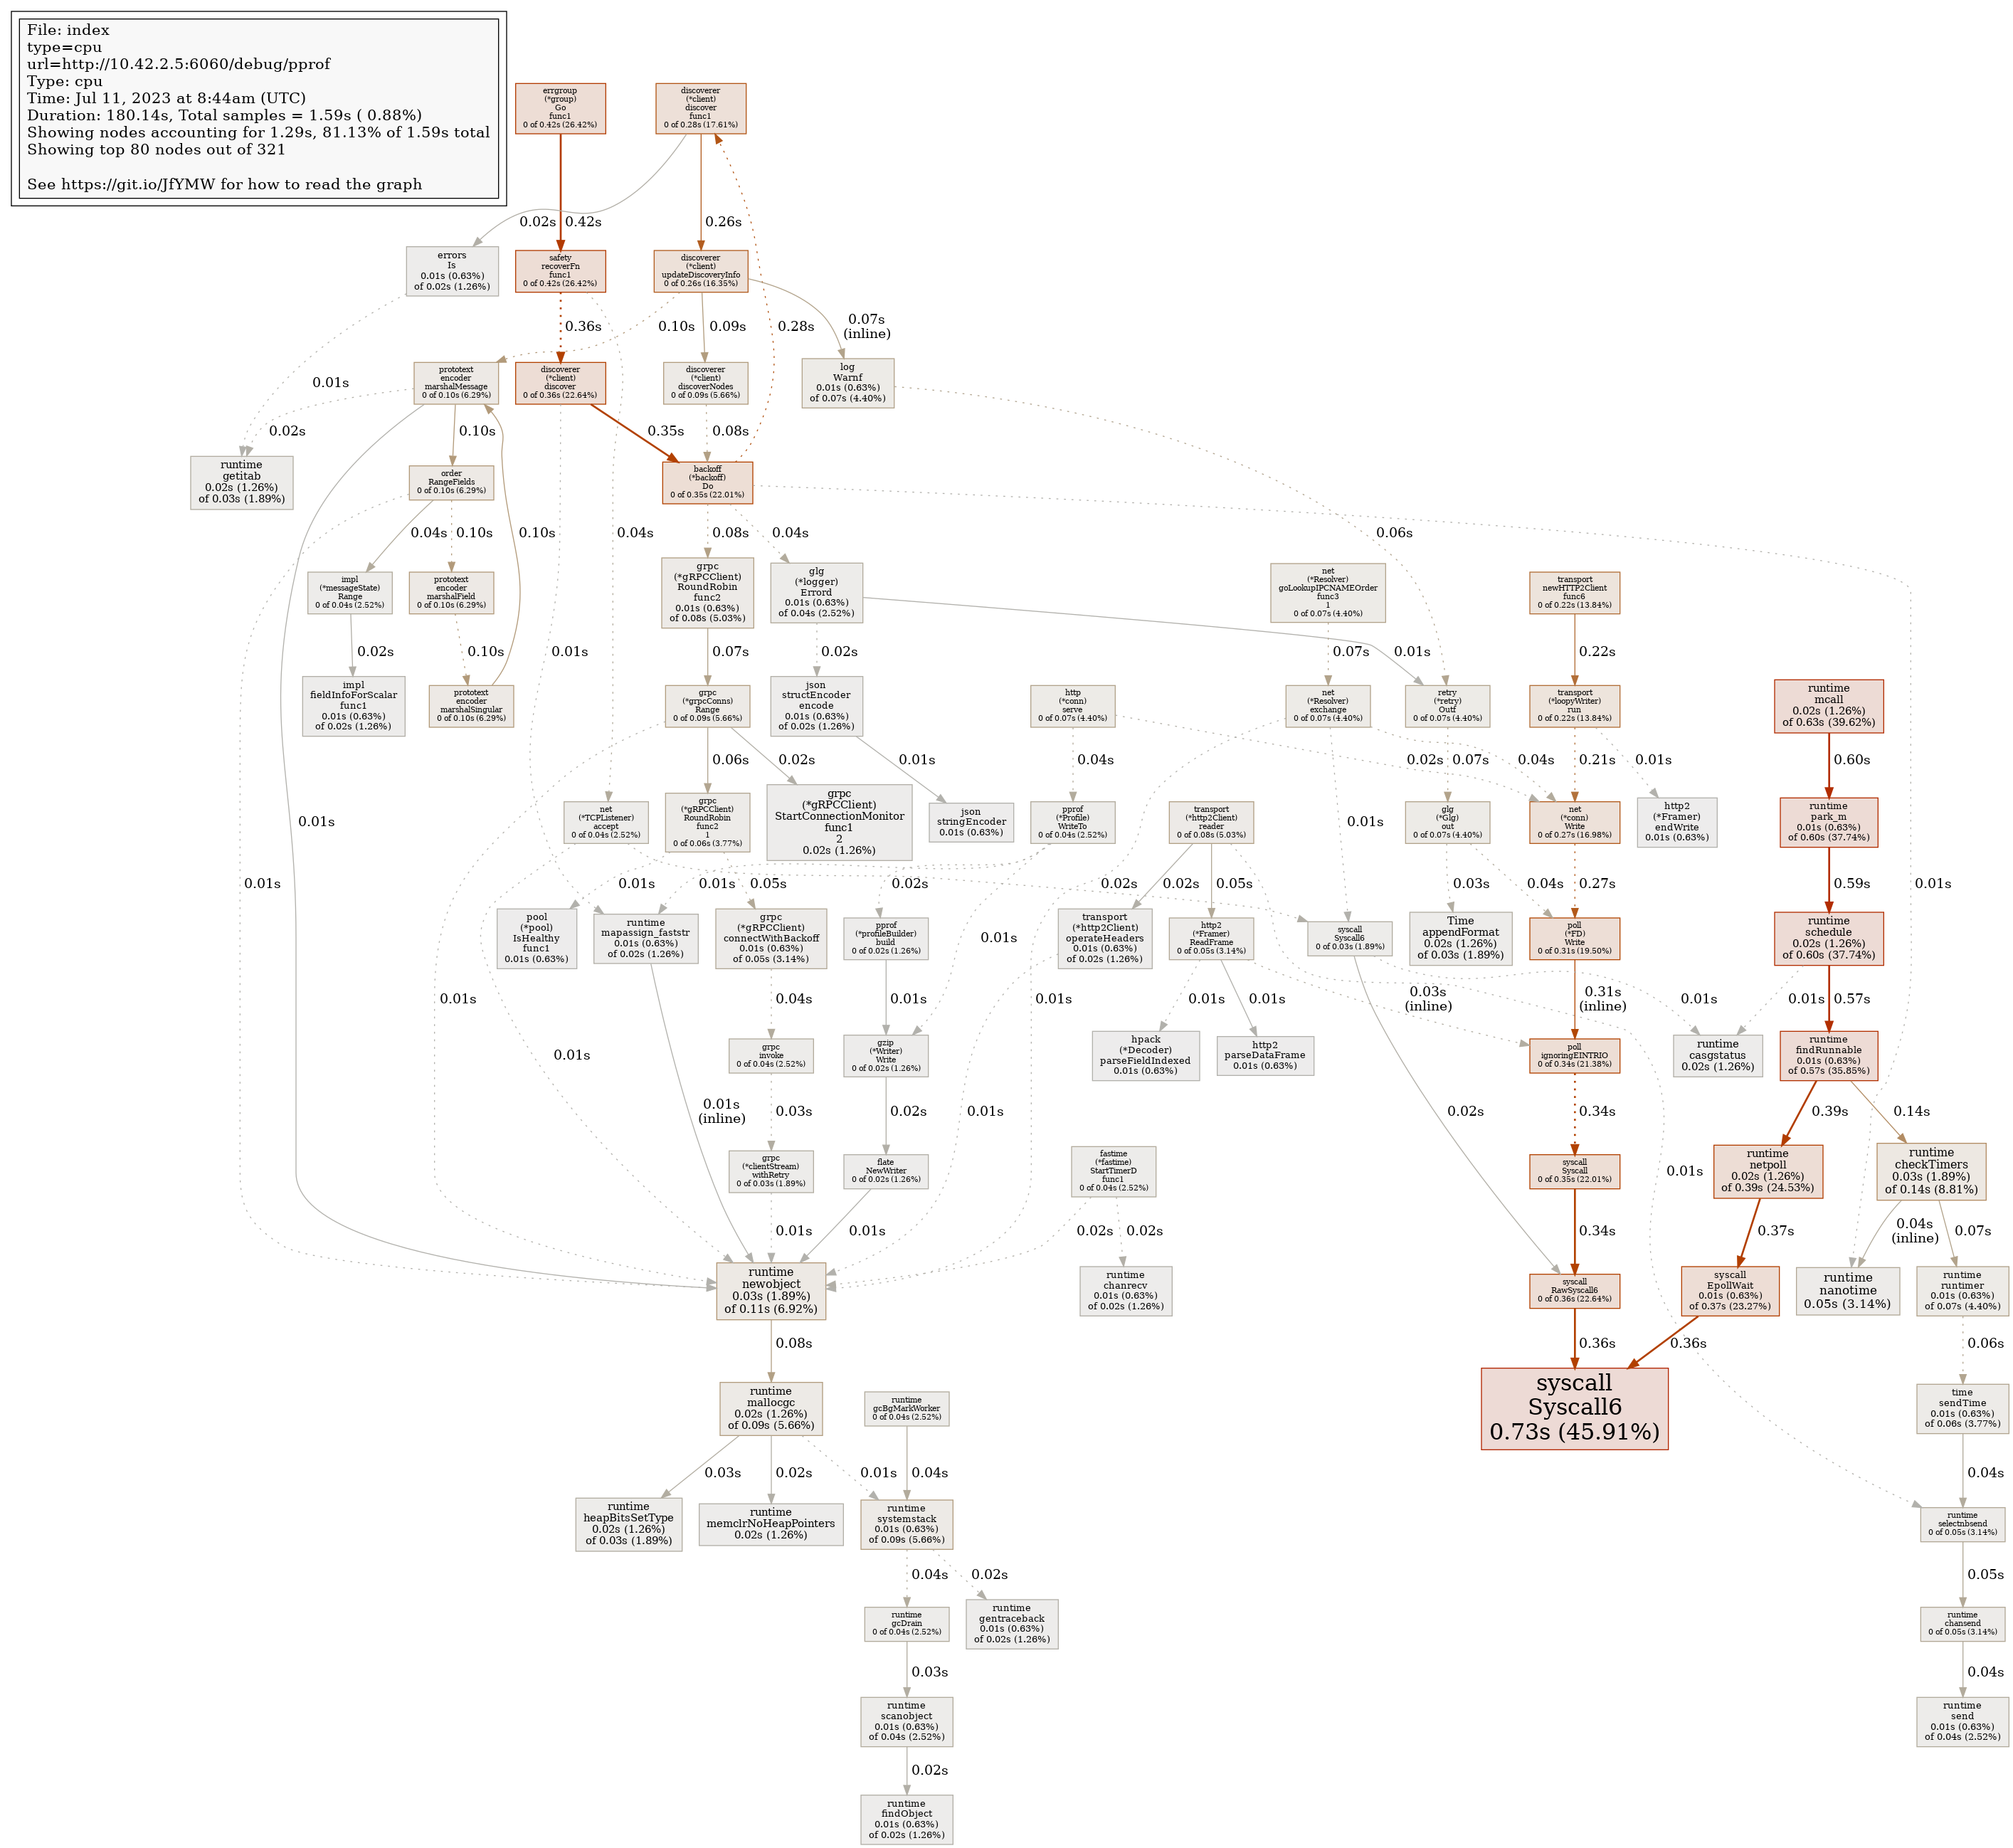 File: index
type=cpu
url=http://10.42.2.5:6060/debug/pprof
Type: cpu
Time: Jul 11, 2023 at 8:44am (UTC)
Duration: 180.14s, Total samples = 1.59s ( 0.88%)
Showing nodes accounting for 1.29s, 81.13% of 1.59s total
Showing top 80 nodes out of 321
See https://git.io/JfYMW for how to read the graph
errgroup
(*group)
Go
func1
0 of 0.42s (26.42%)
discoverer
(*client)
discover
func1
0 of 0.28s (17.61%)
0.02s
0.42s
0.26s
errors
Is
0.01s (0.63%)
of 0.02s (1.26%)
safety
recoverFn
func1
0 of 0.42s (26.42%)
discoverer
(*client)
updateDiscoveryInfo
0 of 0.26s (16.35%)
0.36s
0.10s
0.09s
0.28s
0.07s
(inline)
0.01s
prototext
encoder
marshalMessage
0 of 0.10s (6.29%)
discoverer
(*client)
discover
0 of 0.36s (22.64%)
discoverer
(*client)
discoverNodes
0 of 0.09s (5.66%)
log
Warnf
0.01s (0.63%)
of 0.07s (4.40%)
0.02s
0.10s
0.35s
0.08s
runtime
getitab
0.02s (1.26%)
of 0.03s (1.89%)
order
RangeFields
0 of 0.10s (6.29%)
backoff
(*backoff)
Do
0 of 0.35s (22.01%)
0.04s
0.10s
0.10s
0.04s
0.08s
0.04s
0.06s
impl
(*messageState)
Range
0 of 0.04s (2.52%)
prototext
encoder
marshalField
0 of 0.10s (6.29%)
grpc
(*gRPCClient)
RoundRobin
func2
0.01s (0.63%)
of 0.08s (5.03%)
glg
(*logger)
Errord
0.01s (0.63%)
of 0.04s (2.52%)
net
(*Resolver)
goLookupIPCNAMEOrder
func3
1
0 of 0.07s (4.40%)
transport
newHTTP2Client
func6
0 of 0.22s (13.84%)
0.02s
0.10s
0.01s
0.07s
0.02s
0.07s
0.01s
0.22s
impl
fieldInfoForScalar
func1
0.01s (0.63%)
of 0.02s (1.26%)
prototext
encoder
marshalSingular
0 of 0.10s (6.29%)
grpc
(*grpcConns)
Range
0 of 0.09s (5.66%)
json
structEncoder
encode
0.01s (0.63%)
of 0.02s (1.26%)
http
(*conn)
serve
0 of 0.07s (4.40%)
net
(*Resolver)
exchange
0 of 0.07s (4.40%)
retry
(*retry)
Outf
0 of 0.07s (4.40%)
transport
(*loopyWriter)
run
0 of 0.22s (13.84%)
runtime
mcall
0.02s (1.26%)
of 0.63s (39.62%)
0.01s
0.06s
0.02s
0.01s
0.04s
0.01s
0.02s
0.07s
0.04s
0.21s
0.01s
0.60s
net
(*TCPListener)
accept
0 of 0.04s (2.52%)
grpc
(*gRPCClient)
RoundRobin
func2
1
0 of 0.06s (3.77%)
grpc
(*gRPCClient)
StartConnectionMonitor
func1
2
0.02s (1.26%)
json
stringEncoder
0.01s (0.63%)
pprof
(*Profile)
WriteTo
0 of 0.04s (2.52%)
transport
(*http2Client)
reader
0 of 0.08s (5.03%)
glg
(*Glg)
out
0 of 0.07s (4.40%)
net
(*conn)
Write
0 of 0.27s (16.98%)
http2
(*Framer)
endWrite
0.01s (0.63%)
runtime
park_m
0.01s (0.63%)
of 0.60s (37.74%)
0.01s
0.01s
0.01s
0.05s
0.02s
0.02s
0.02s
0.05s
0.03s
0.04s
0.27s
0.59s
0.01s
pool
(*pool)
IsHealthy
func1
0.01s (0.63%)
runtime
mapassign_faststr
0.01s (0.63%)
of 0.02s (1.26%)
grpc
(*gRPCClient)
connectWithBackoff
0.01s (0.63%)
of 0.05s (3.14%)
pprof
(*profileBuilder)
build
0 of 0.02s (1.26%)
0.01s
transport
(*http2Client)
operateHeaders
0.01s (0.63%)
of 0.02s (1.26%)
http2
(*Framer)
ReadFrame
0 of 0.05s (3.14%)
syscall
Syscall6
0 of 0.03s (1.89%)
Time
appendFormat
0.02s (1.26%)
of 0.03s (1.89%)
poll
(*FD)
Write
0 of 0.31s (19.50%)
runtime
schedule
0.02s (1.26%)
of 0.60s (37.74%)
0.01s
0.01s
0.04s
0.01s
0.01s
0.01s
0.01s
0.03s
(inline)
0.31s
(inline)
0.01s
0.01s
0.57s
grpc
invoke
0 of 0.04s (2.52%)
gzip
(*Writer)
Write
0 of 0.02s (1.26%)
hpack
(*Decoder)
parseFieldIndexed
0.01s (0.63%)
http2
parseDataFrame
0.01s (0.63%)
poll
ignoringEINTRIO
0 of 0.34s (21.38%)
runtime
casgstatus
0.02s (1.26%)
runtime
findRunnable
0.01s (0.63%)
of 0.57s (35.85%)
0.01s
(inline)
0.03s
0.02s
0.01s
0.02s
0.34s
0.39s
0.14s
grpc
(*clientStream)
withRetry
0 of 0.03s (1.89%)
flate
NewWriter
0 of 0.02s (1.26%)
fastime
(*fastime)
StartTimerD
func1
0 of 0.04s (2.52%)
syscall
Syscall
0 of 0.35s (22.01%)
0.01s
runtime
netpoll
0.02s (1.26%)
of 0.39s (24.53%)
runtime
checkTimers
0.03s (1.89%)
of 0.14s (8.81%)
0.01s
0.01s
0.02s
0.02s
0.34s
0.37s
0.04s
(inline)
0.07s
runtime
newobject
0.03s (1.89%)
of 0.11s (6.92%)
runtime
chanrecv
0.01s (0.63%)
of 0.02s (1.26%)
syscall
RawSyscall6
0 of 0.36s (22.64%)
syscall
EpollWait
0.01s (0.63%)
of 0.37s (23.27%)
runtime
nanotime
0.05s (3.14%)
runtime
runtimer
0.01s (0.63%)
of 0.07s (4.40%)
0.08s
0.36s
0.36s
0.06s
runtime
mallocgc
0.02s (1.26%)
of 0.09s (5.66%)
runtime
gcBgMarkWorker
0 of 0.04s (2.52%)
syscall
Syscall6
0.73s (45.91%)
time
sendTime
0.01s (0.63%)
of 0.06s (3.77%)
0.03s
0.02s
0.01s
0.04s
0.04s
runtime
heapBitsSetType
0.02s (1.26%)
of 0.03s (1.89%)
runtime
memclrNoHeapPointers
0.02s (1.26%)
runtime
systemstack
0.01s (0.63%)
of 0.09s (5.66%)
runtime
selectnbsend
0 of 0.05s (3.14%)
0.04s
0.02s
0.05s
runtime
gcDrain
0 of 0.04s (2.52%)
runtime
gentraceback
0.01s (0.63%)
of 0.02s (1.26%)
runtime
chansend
0 of 0.05s (3.14%)
0.03s
0.04s
runtime
scanobject
0.01s (0.63%)
of 0.04s (2.52%)
runtime
send
0.01s (0.63%)
of 0.04s (2.52%)
0.02s
runtime
findObject
0.01s (0.63%)
of 0.02s (1.26%)